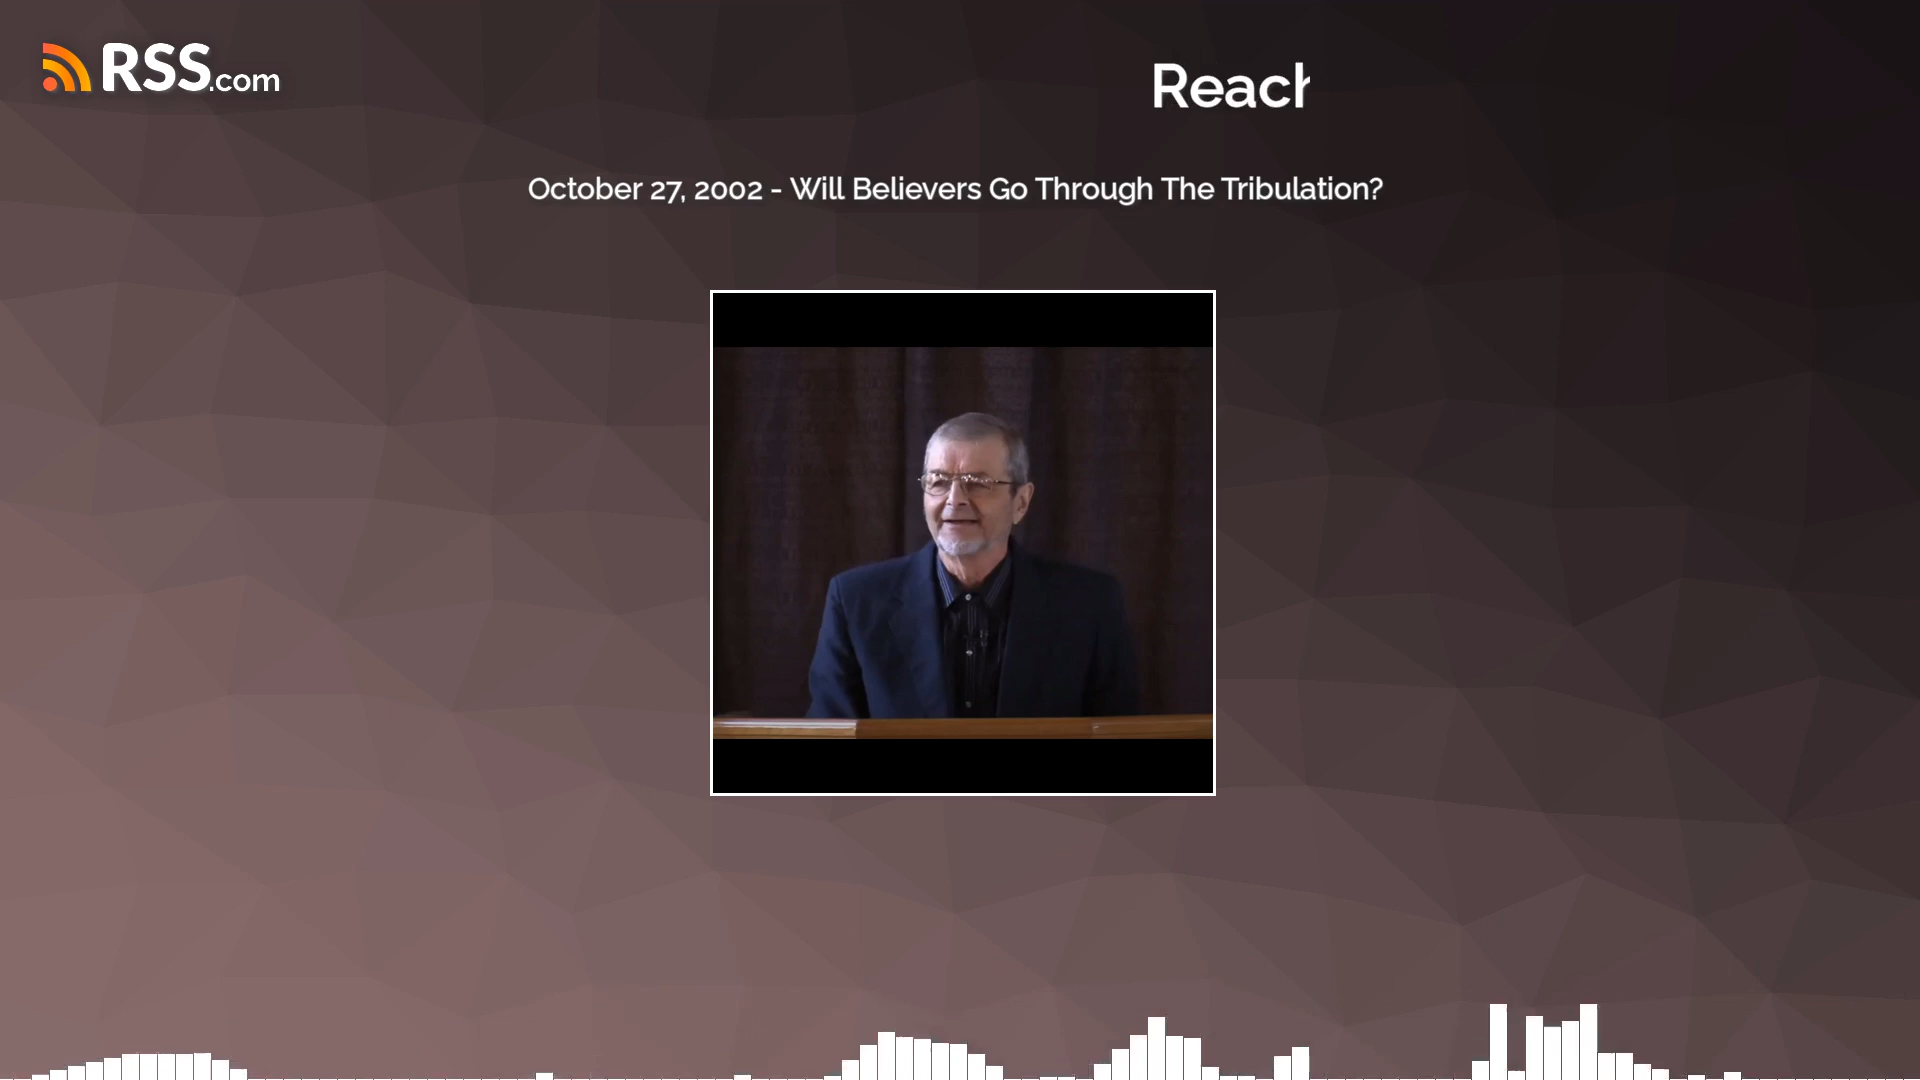 RSS.com
Reach
October 27, 2002 - Will Believers Go Through The Tribulation?